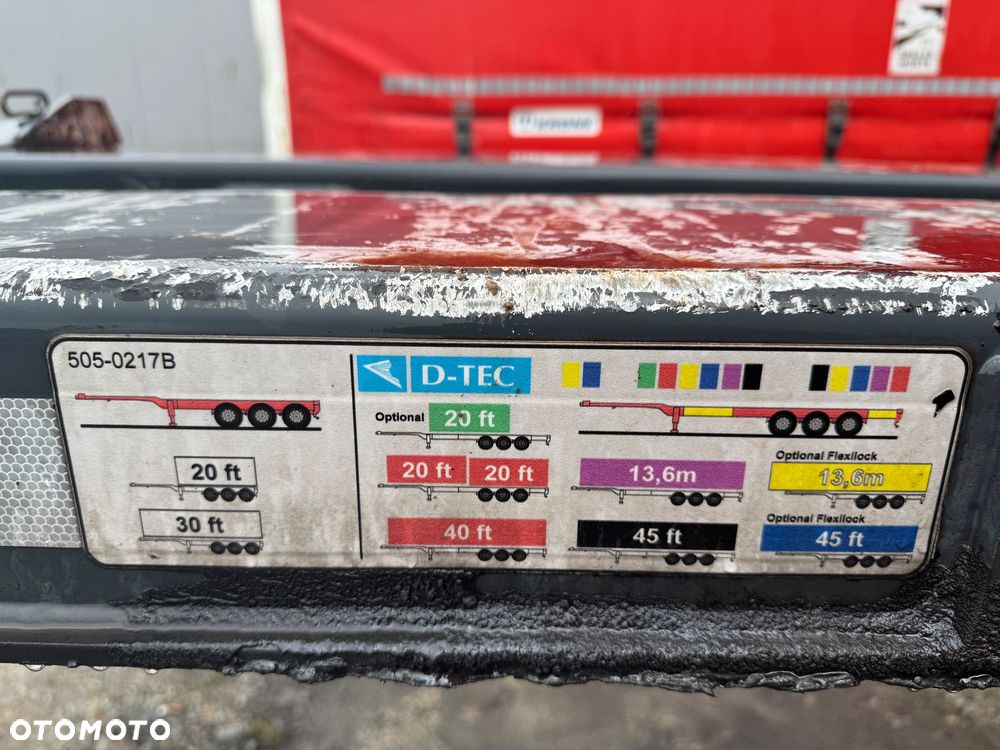 505-0217B
20 ft
30 ft
D-TEC
Optional 20 ft
20 ft 20 ft
40 ft
13,6m
45 ft
Optional Flexilock
13,6m
Optional Flexilock
45 ft
OTOMOTO